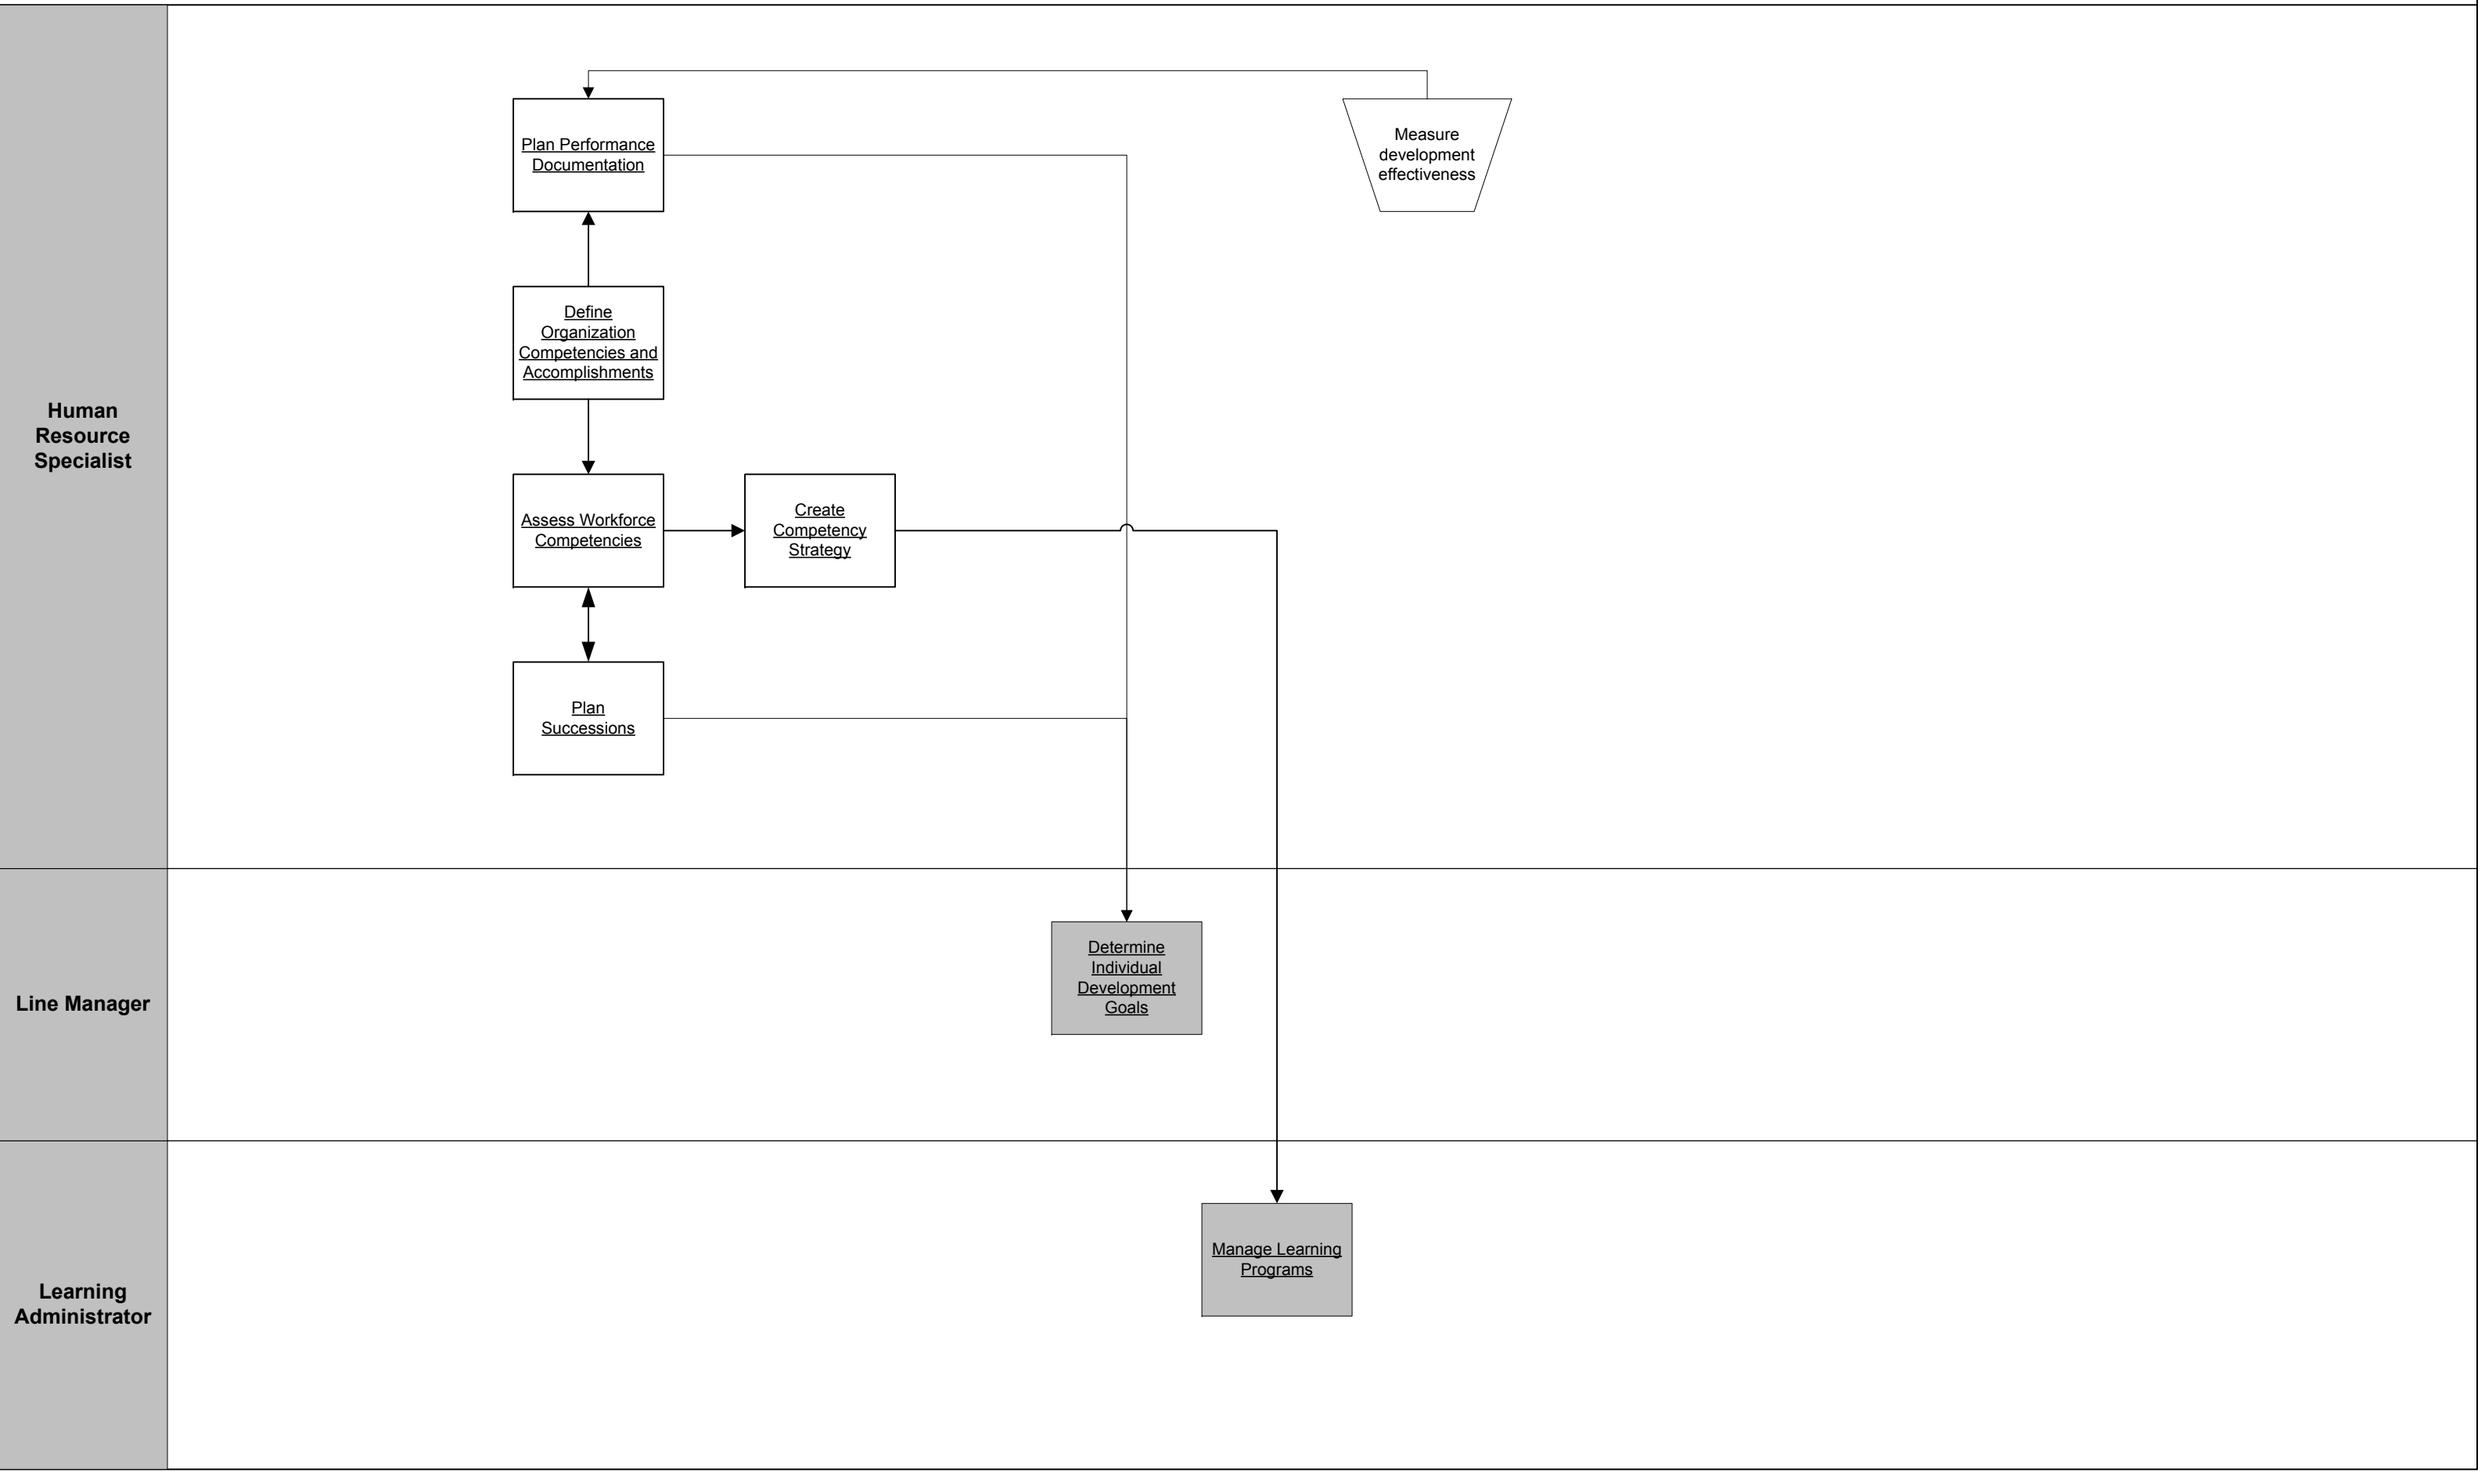 Human
Resource
Specialist
Plan Performance
Documentation
Measure
development
effectiveness
Define
Organization
Competencies and
Accomplishments
Assess Workforce
Competencies
Create
Competency
Strategy
Plan
Successions
Line Manager
Determine
Individual
Development
Goals
Learning
Administrator
Manage Learning
Programs